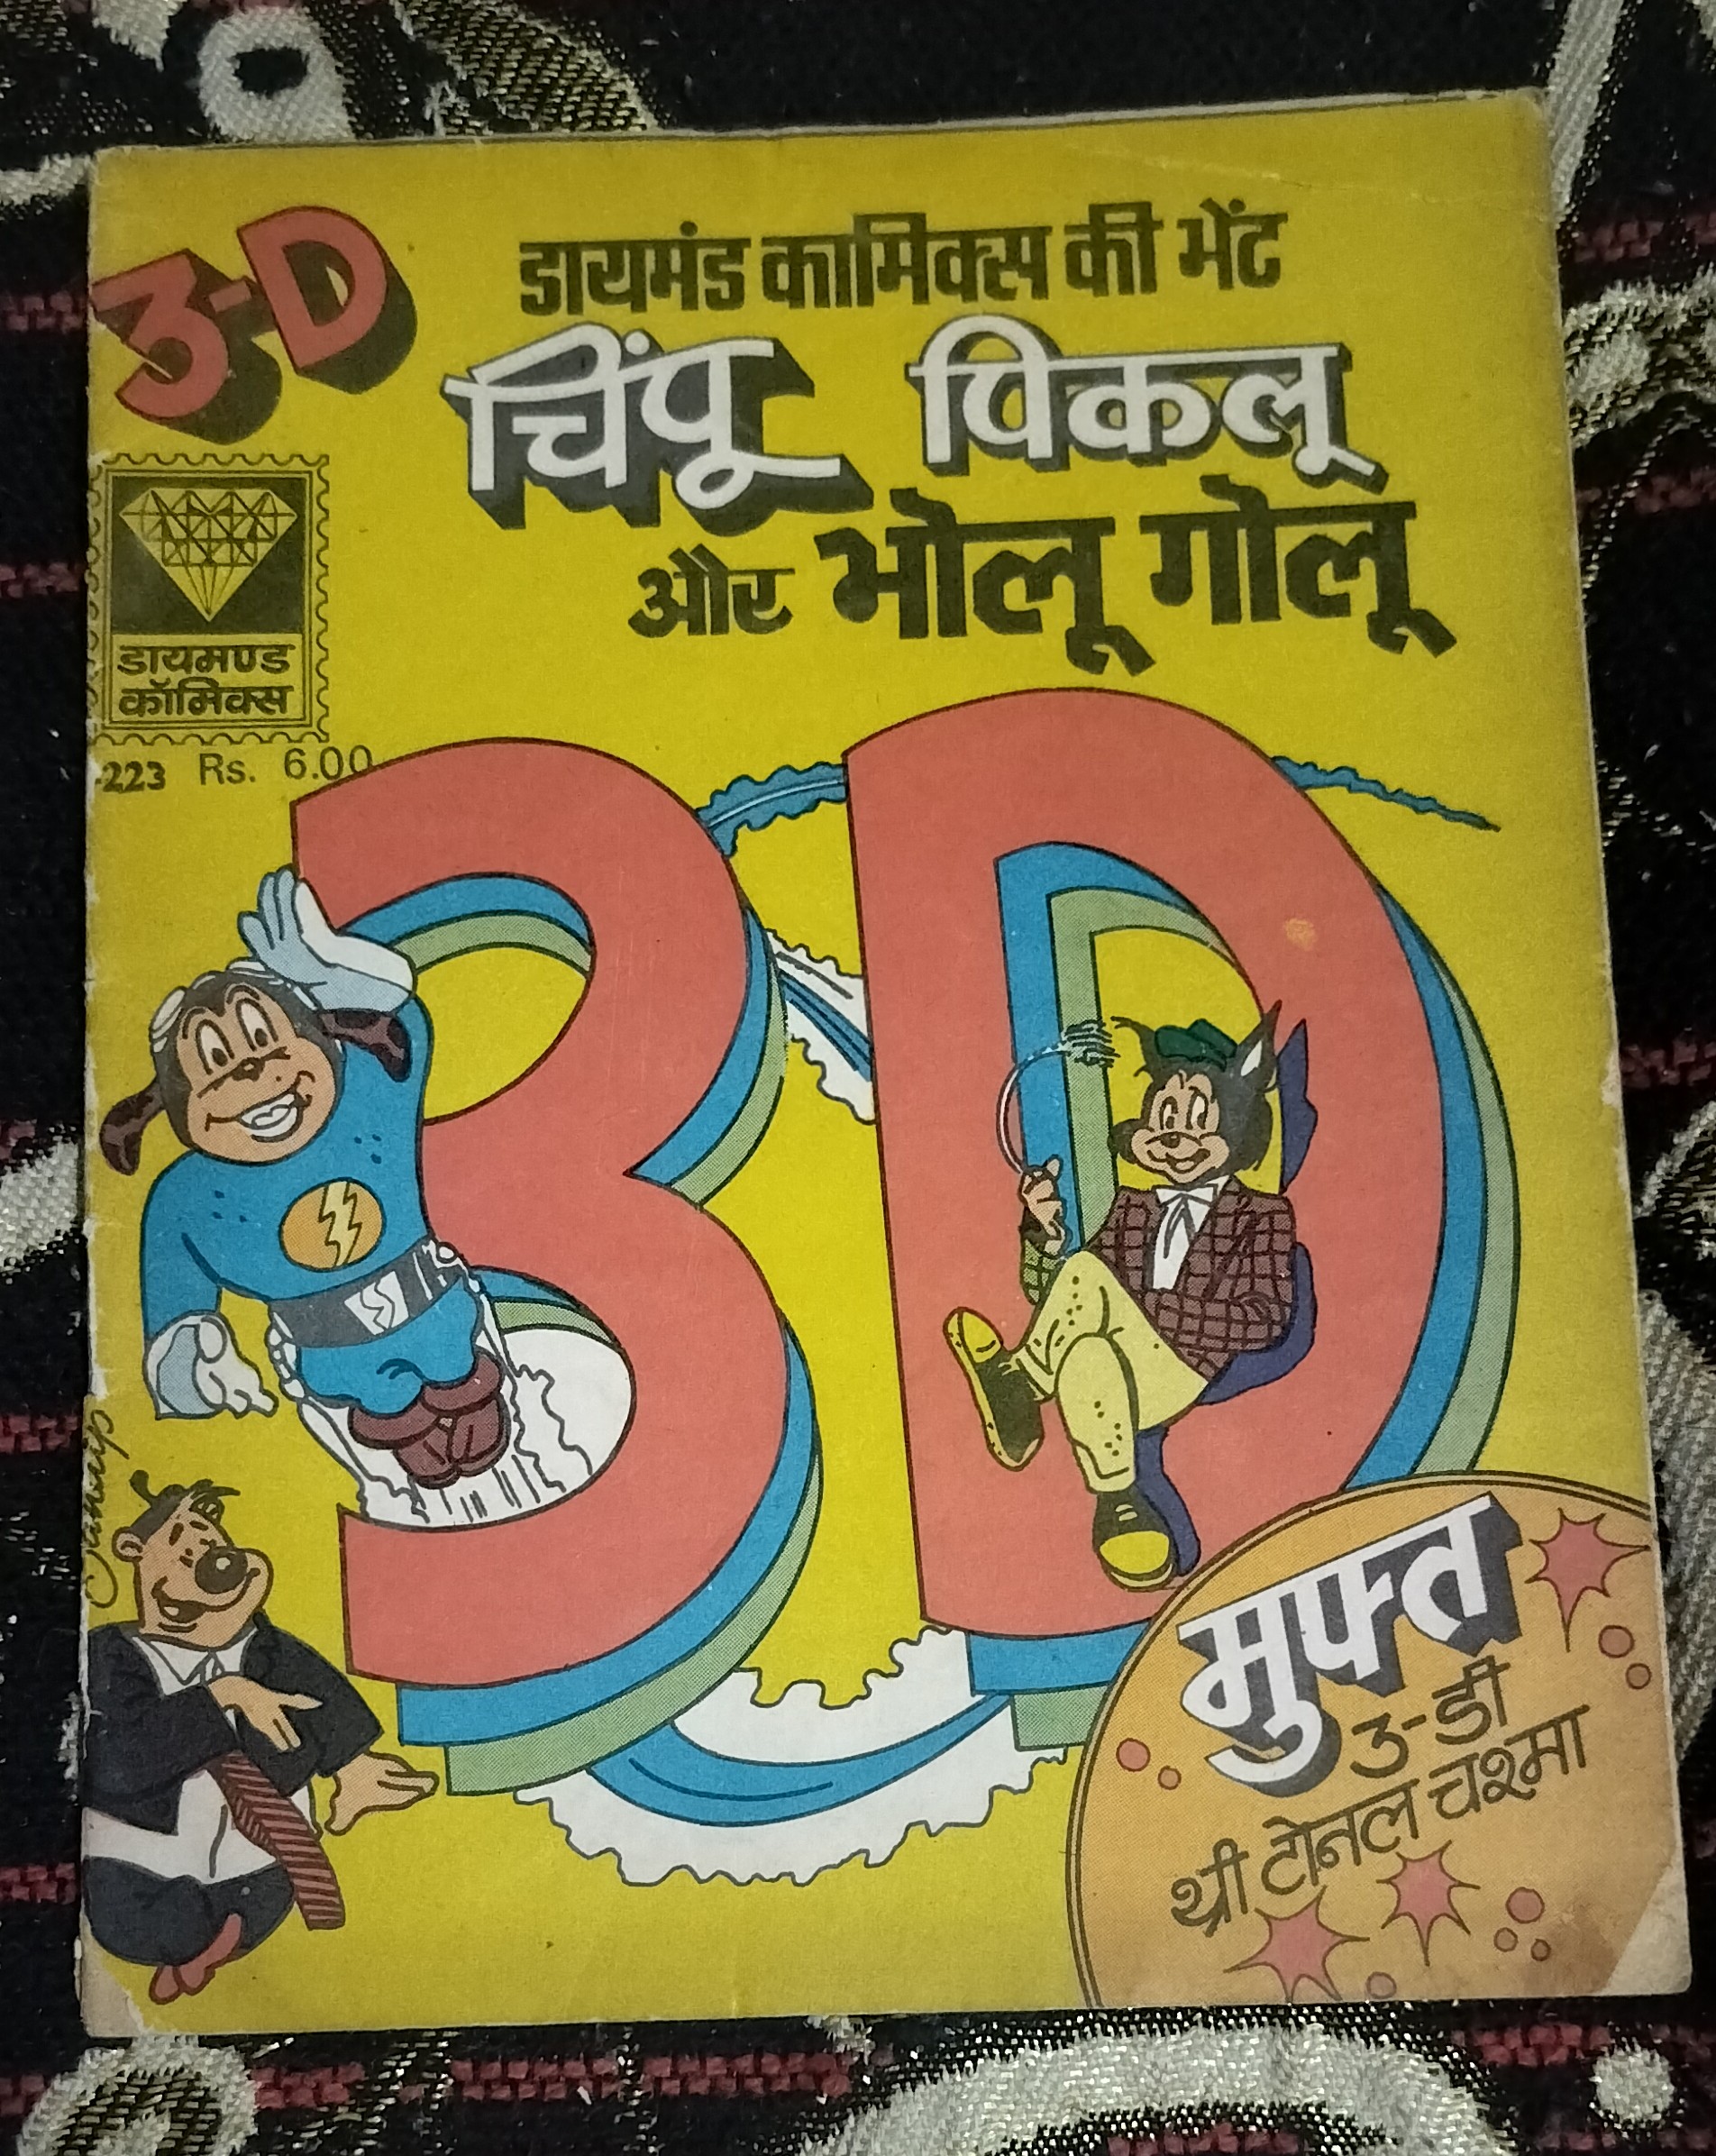 3-D
डायमंड कामिक्स की भेंट
चिंपू पिकलू
और भोलू गोलू
डायमण्ड
कॉमिक्स
223 Rs. 6.00
3D
मुफ्त
3-डी
थ्री टोनल चश्मा